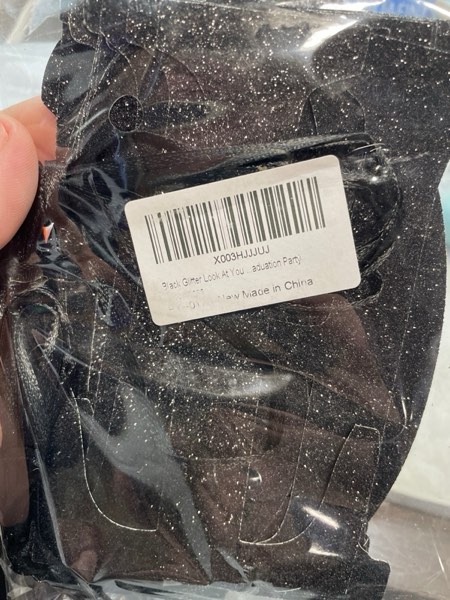 X003HJJJUJ
Black Glitter Look At You ...aduation Party
New Made in China